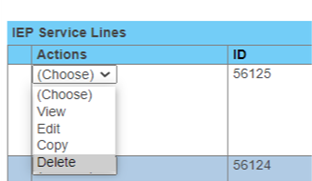 IEP Service Lines
Actions ID
(Choose) 56125
(Choose)
View
Edit
Copy
Delete 56124